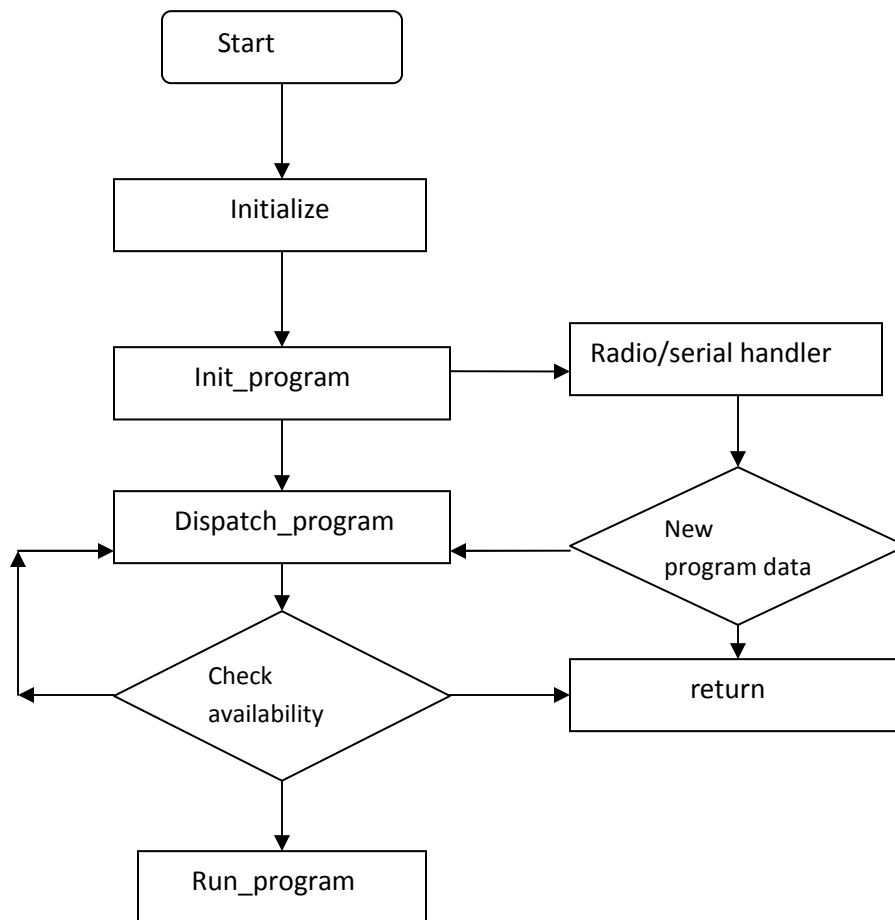 Start
Initialize
Init_program
Radio/serial handler
Dispatch_program
New
program data
Check
availability
return
Run_program